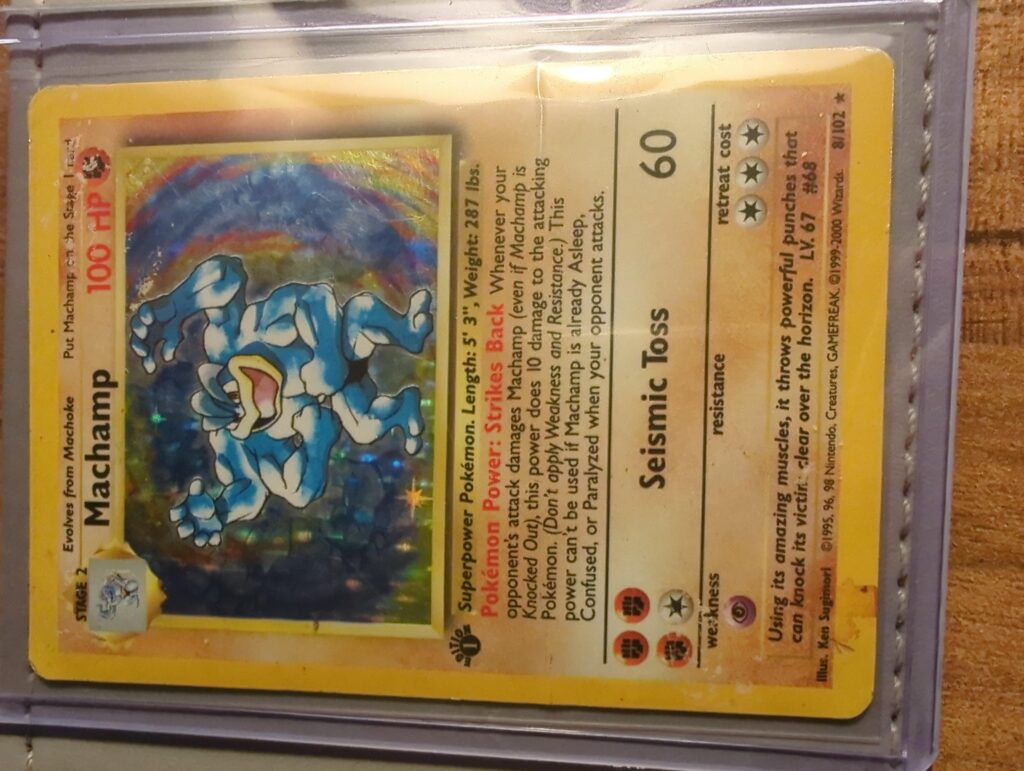 Evolves from Machoke Put Machamp on the Stage 1 card
STAGE 2
Machamp 100 HP
Superpower Pokémon. Length: 5' 3", Weight: 287 lbs.
EDITION
1
Pokémon Power: Strikes Back Whenever your
opponent's attack damages Machamp (even if Machamp is
Knocked Out), this power does 10 damage to the attacking
Pokémon. (Don't apply Weakness and Resistance.) This
power can't be used if Machamp is already Asleep,
Confused, or Paralyzed when your opponent attacks.
Seismic Toss 60
weakness resistance retreat cost
Using its amazing muscles, it throws powerful punches that
can knock its victim clear over the horizon. LV. 67 #68
Illus. Ken Sugimori ©1995, 96, 98 Nintendo, Creatures, GAMEFREAK. ©1999-2000 Wizards. 8/102 ★